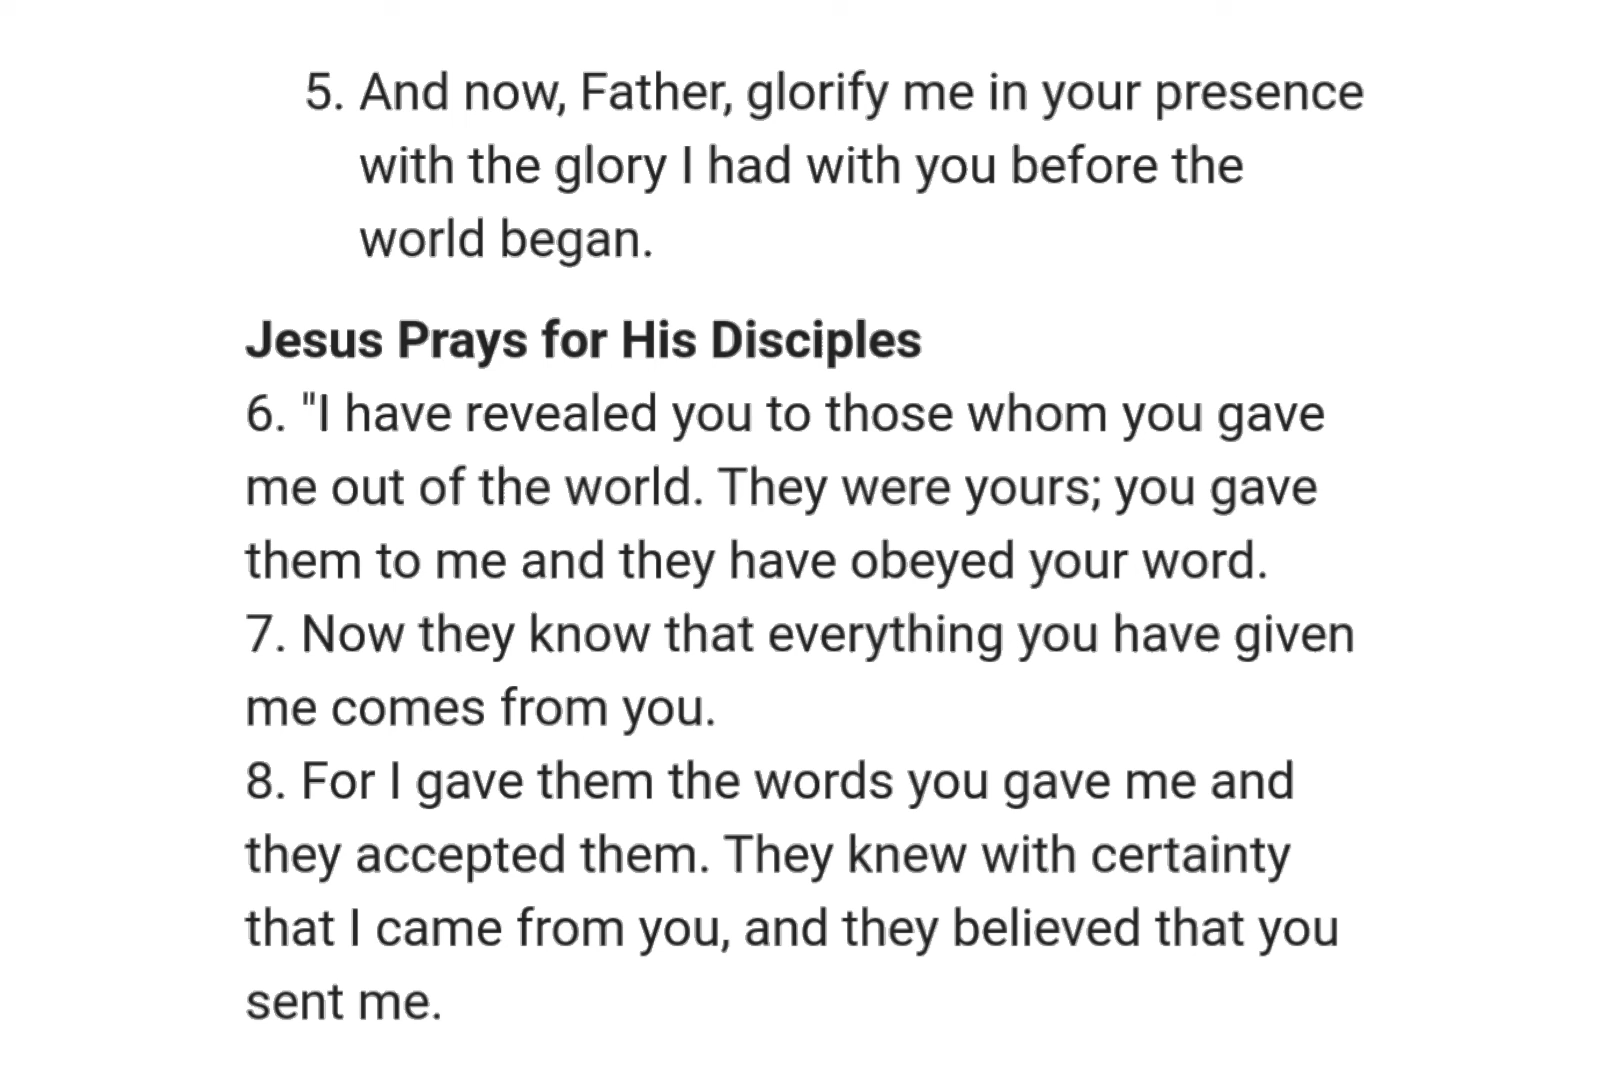 5. And now, Father, glorify me in your presence
with the glory I had with you before the
world began.
Jesus Prays for His Disciples
6. "I have revealed you to those whom you gave
me out of the world. They were yours; you gave
them to me and they have obeyed your word.
7. Now they know that everything you have given
me comes from you.
8. For I gave them the words you gave me and
they accepted them. They knew with certainty
that I came from you, and they believed that you
sent me.